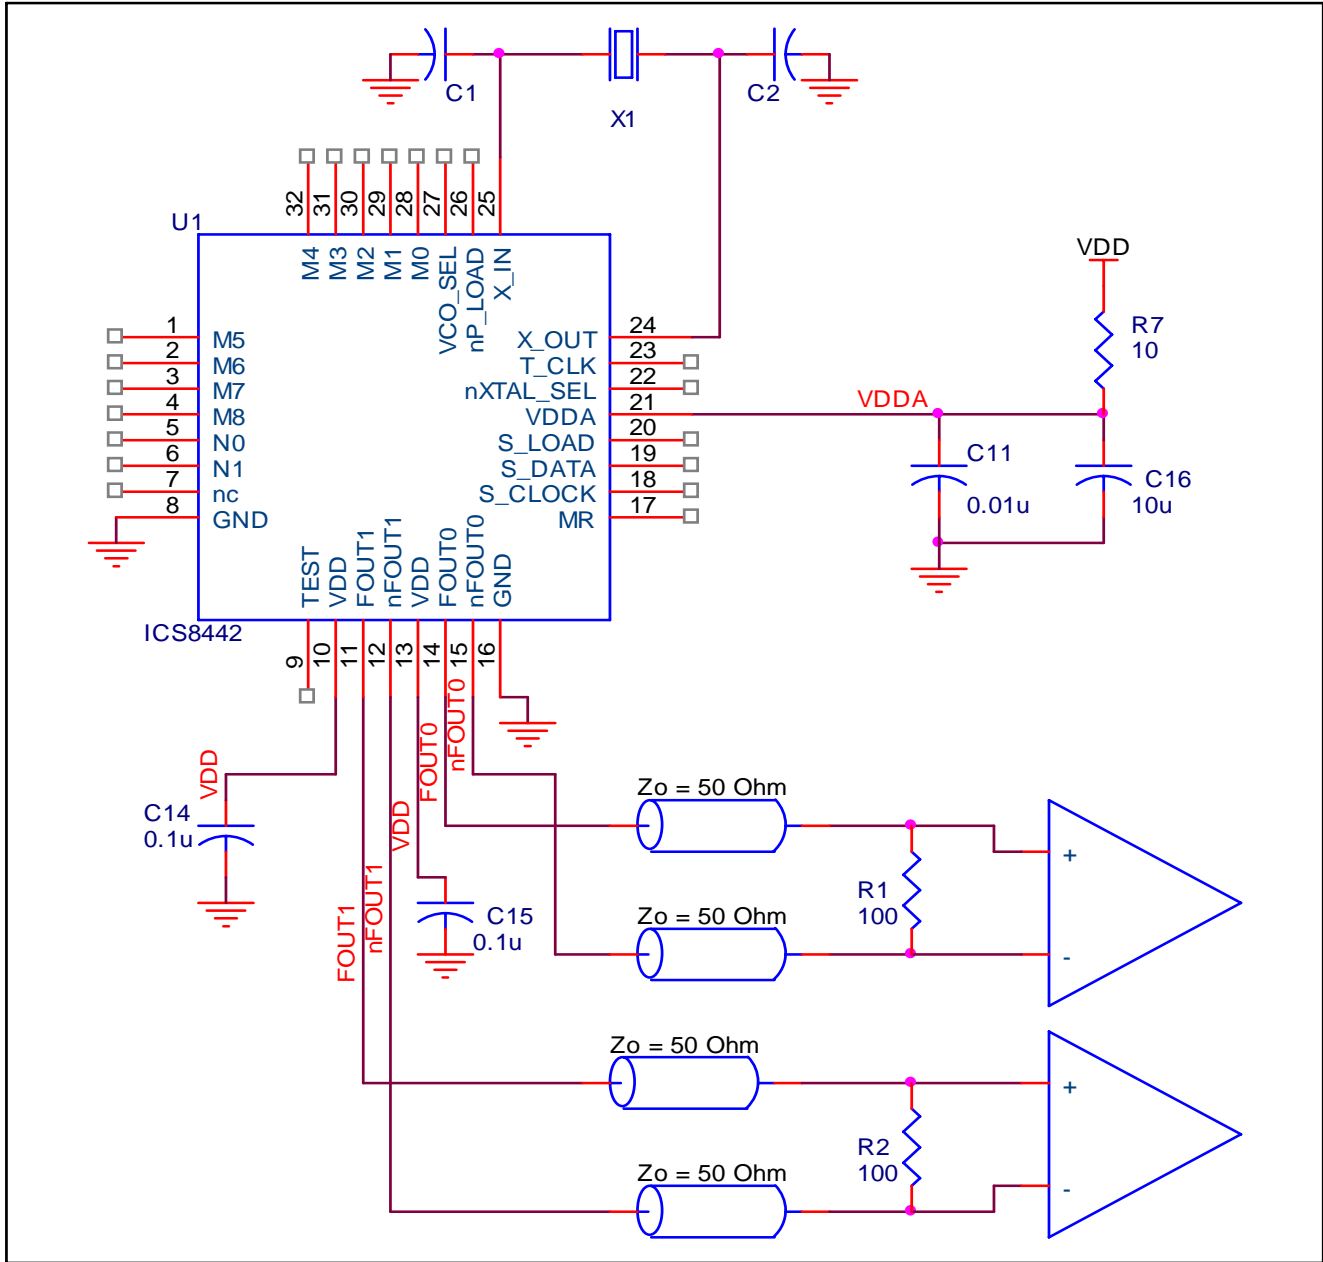 C1
X1
C2
32
31
30
29
28
27
26
25
U1
M4
M3
M2
M1
M0
VCO_SEL
nP_LOAD
X_IN
VDD
R7
10
1 M5
2 M6
3 M7
4 M8
5 N0
6 N1
7 nc
8 GND
X_OUT 24
T_CLK 23
nXTAL_SEL 22
VDDA 21
S_LOAD 20
S_DATA 19
S_CLOCK 18
MR 17
VDDA
C11
0.01u
C16
10u
TEST
VDD
FOUT1
nFOUT1
VDD
FOUT0
nFOUT0
GND
ICS8442
9
10
11
12
13
14
15
16
VDD
C14
0.1u
FOUT1
nFOUT1
VDD
FOUT0
nFOUT0
C15
0.1u
Zo = 50 Ohm
+
R1
100
Zo = 50 Ohm
-
Zo = 50 Ohm
+
R2
100
Zo = 50 Ohm
-